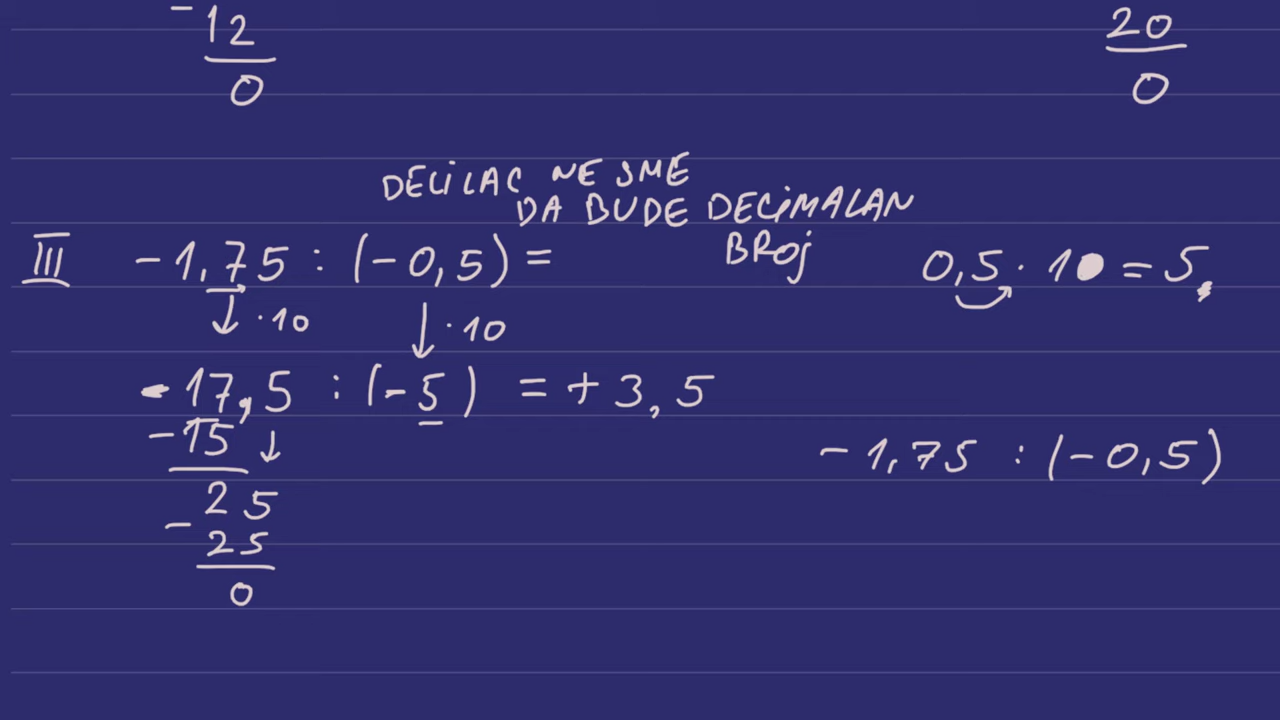 - 12
20
0
0
DELILAC NE SME
DA BUDE DECIMALAN
BROJ
III -1,75 : (-0,5) =
0,5 · 10 = 5,
↓ · 10 ↓ · 10
-17,5 : (-5) = +3,5
-15 ↓
-1,75 : (-0,5)
25
- 25
0